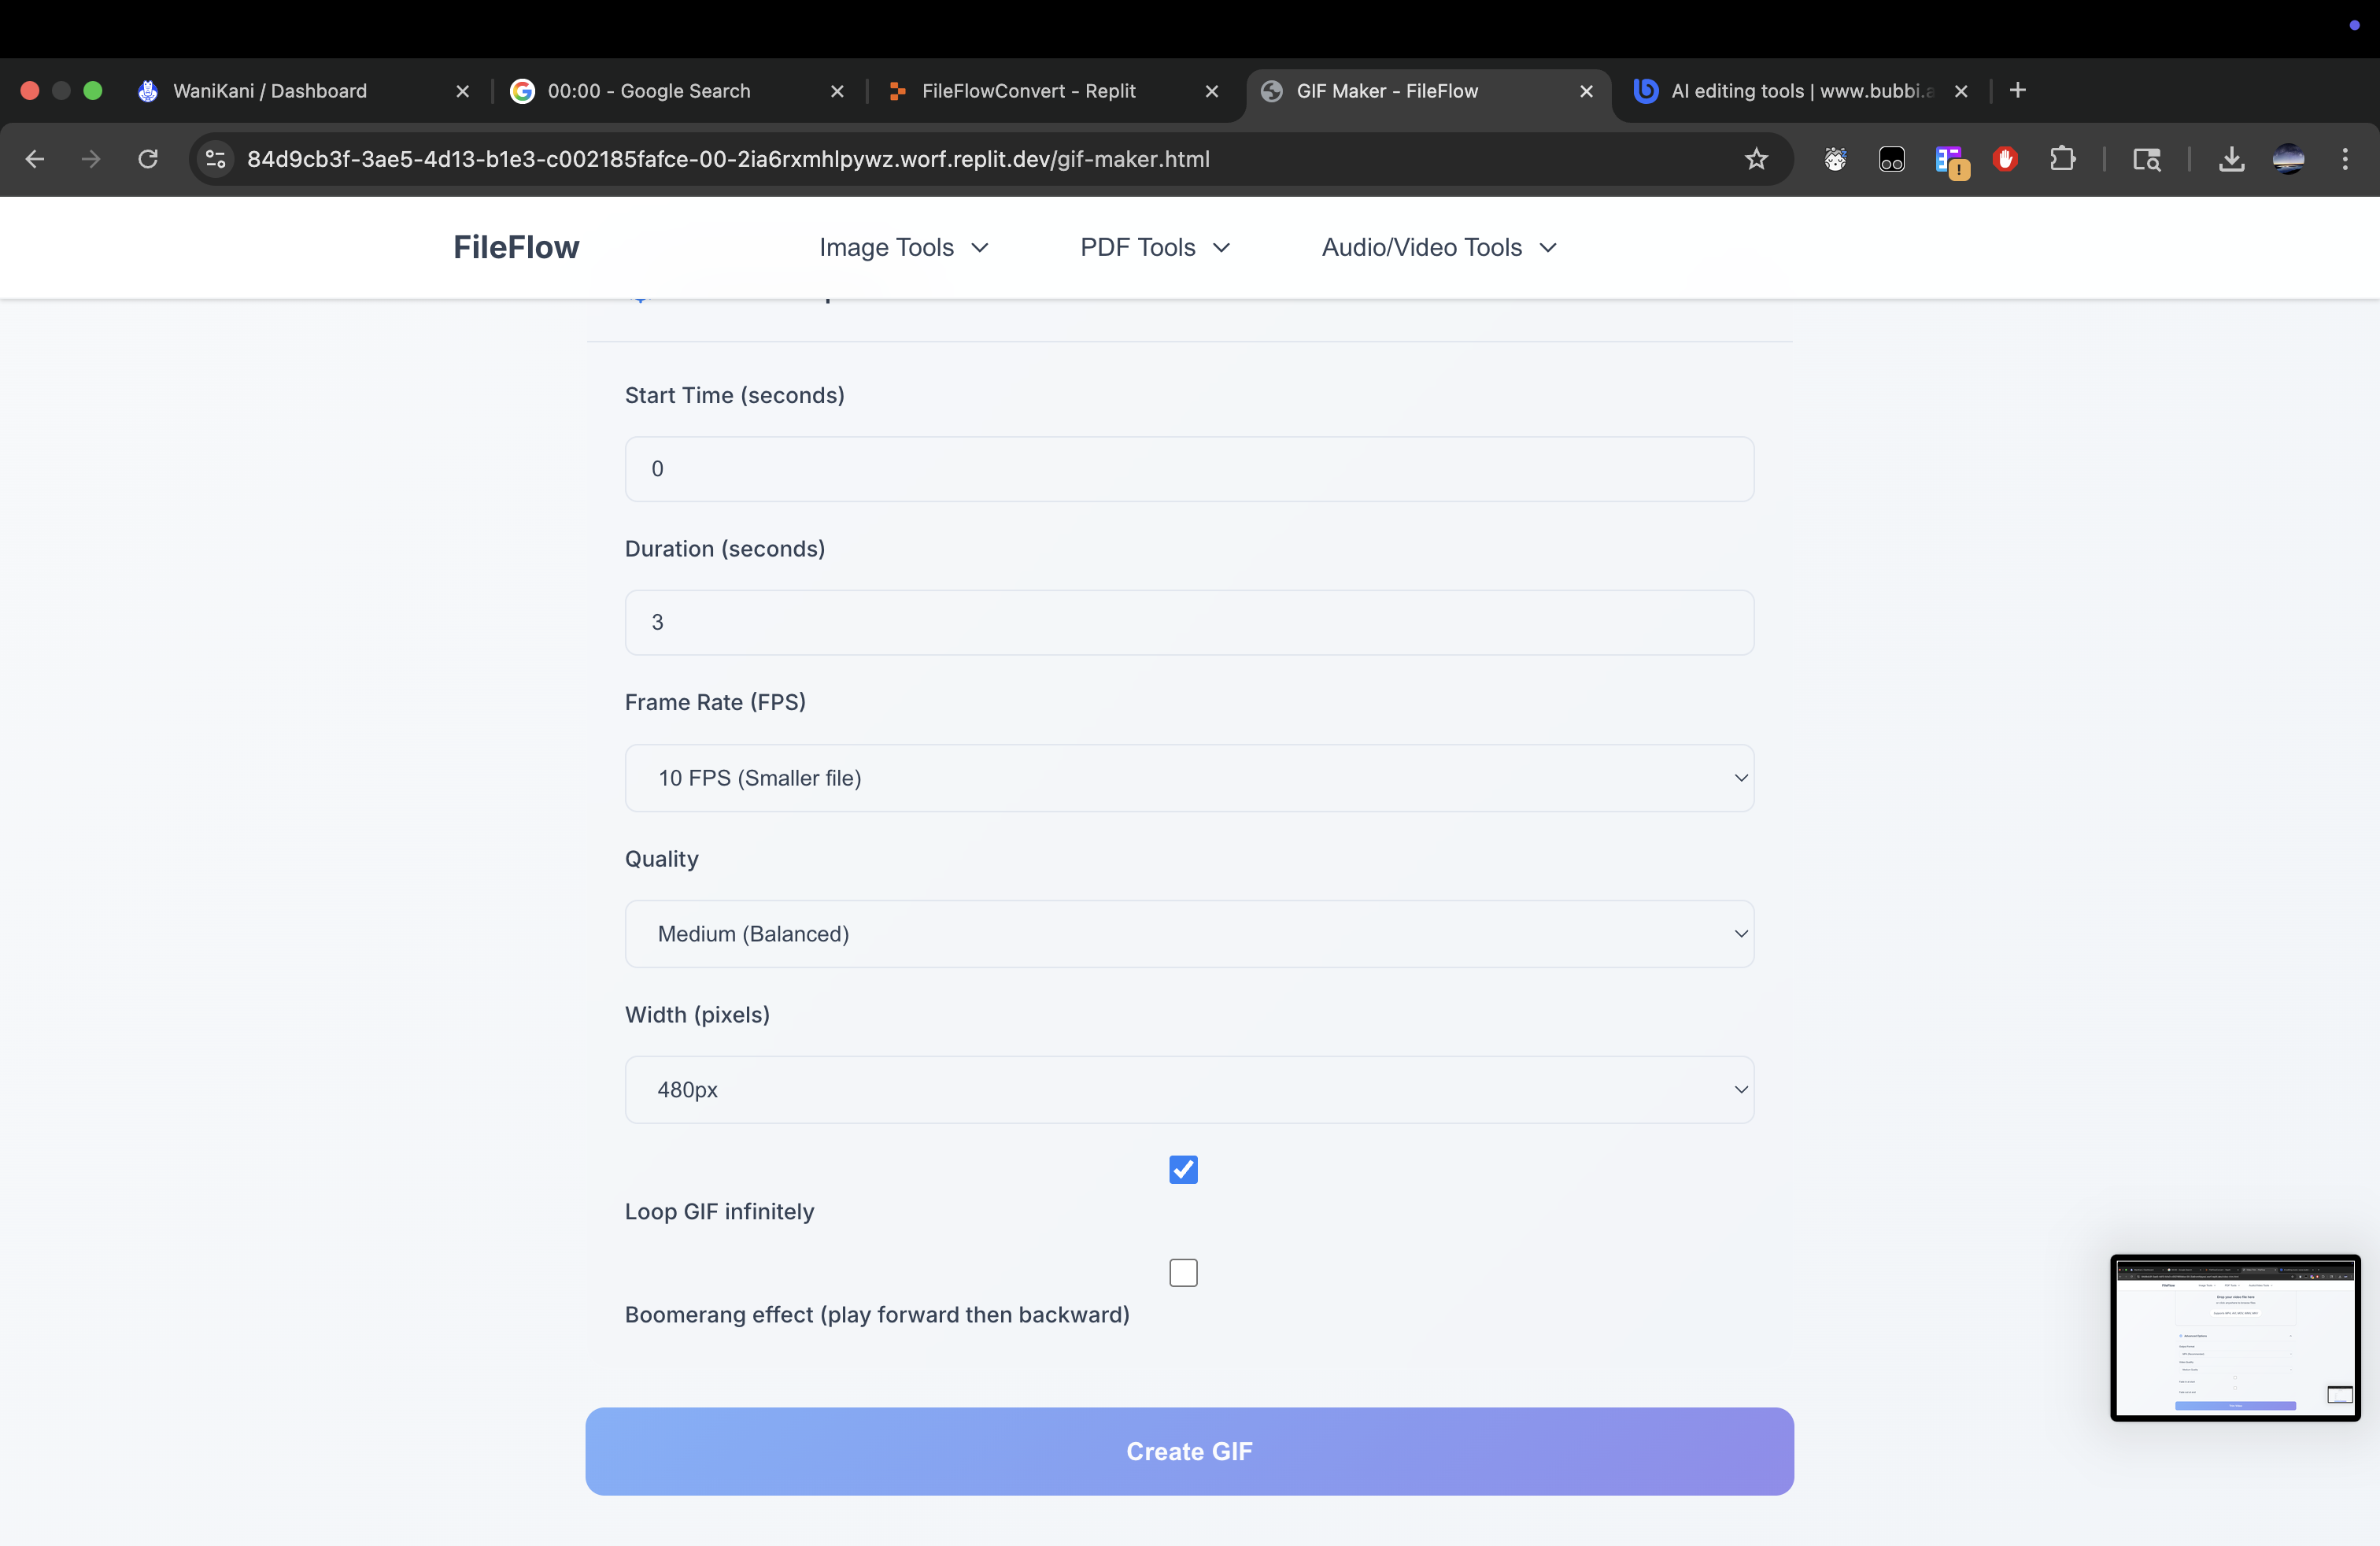 WaniKani / Dashboard
00:00 - Google Search
FileFlowConvert - Replit
GIF Maker - FileFlow
AI editing tools | www.bubbi.a
84d9cb3f-3ae5-4d13-b1e3-c002185fafce-00-2ia6rxmhlpywz.worf.replit.dev/gif-maker.html
FileFlow
Image Tools
PDF Tools
Audio/Video Tools
Start Time (seconds)
0
Duration (seconds)
3
Frame Rate (FPS)
10 FPS (Smaller file)
Quality
Medium (Balanced)
Width (pixels)
480px
Loop GIF infinitely
Boomerang effect (play forward then backward)
Create GIF